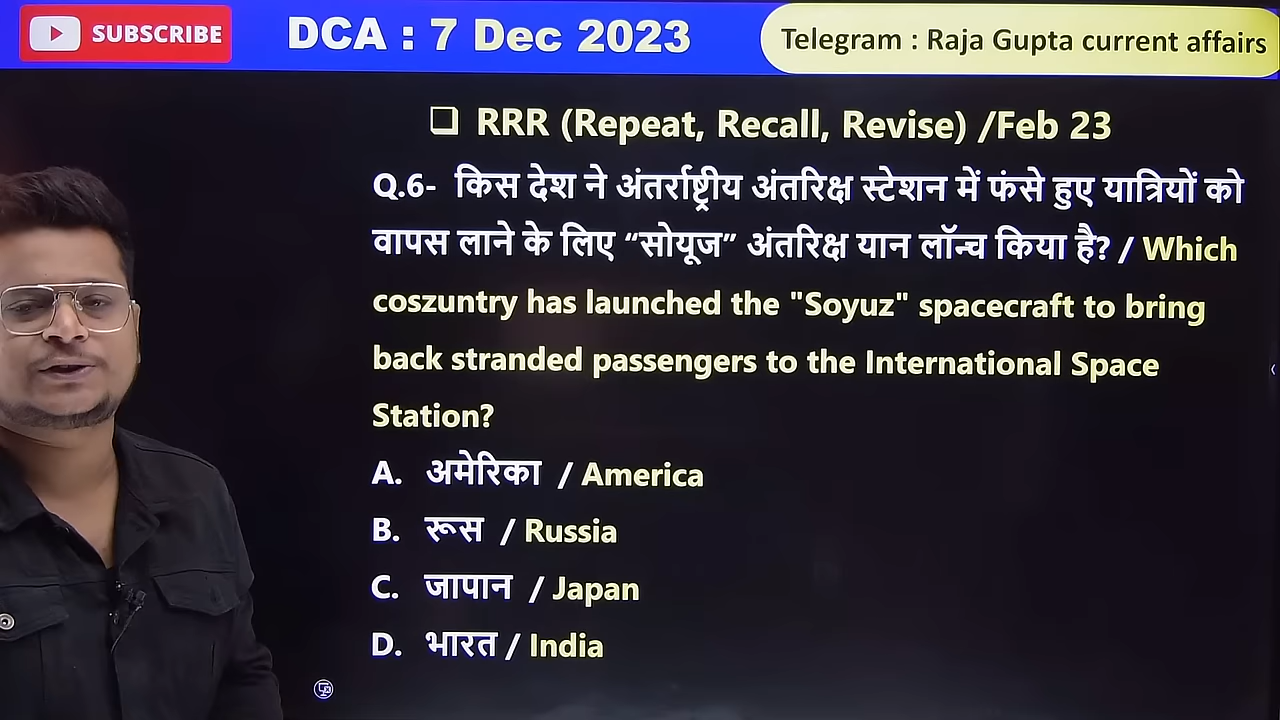 SUBSCRIBE
DCA : 7 Dec 2023
Telegram : Raja Gupta current affairs
❑ RRR (Repeat, Recall, Revise) /Feb 23
Q.6- किस देश ने अंतर्राष्ट्रीय अंतरिक्ष स्टेशन में फंसे हुए यात्रियों को
वापस लाने के लिए “सोयूज” अंतरिक्ष यान लॉन्च किया है? / Which
coszuntry has launched the "Soyuz" spacecraft to bring
back stranded passengers to the International Space
Station?
A. अमेरिका / America
B. रूस / Russia
C. जापान / Japan
D. भारत / India